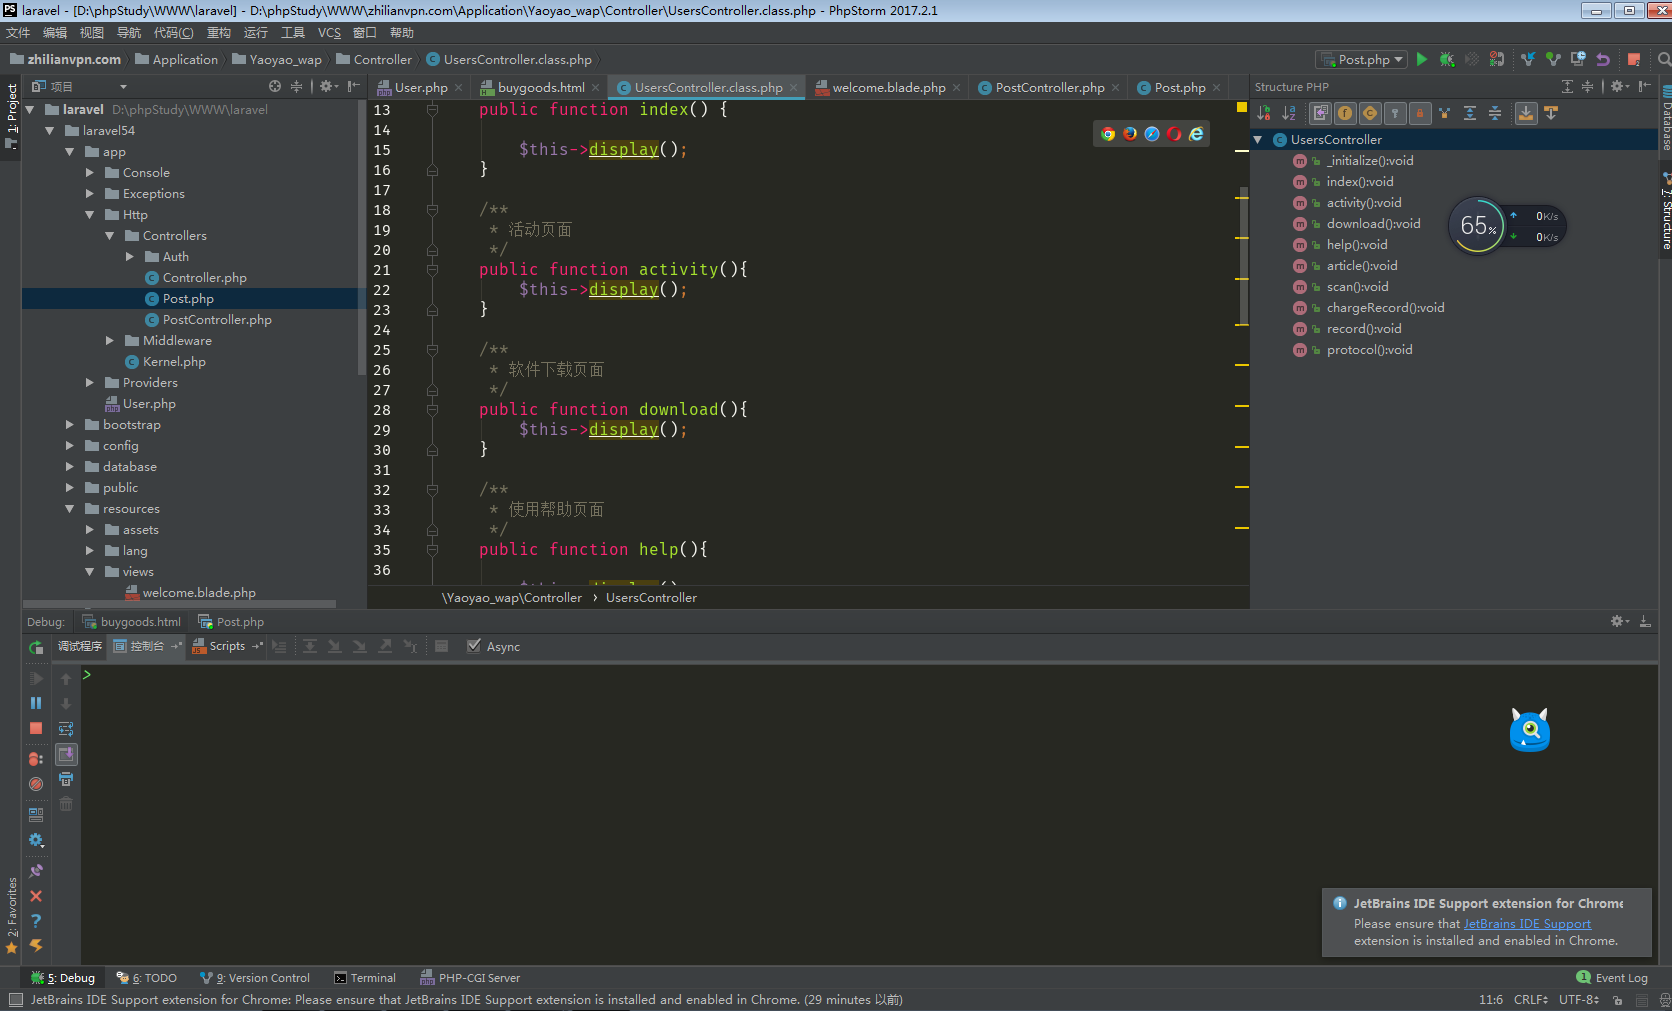 laravel - [D:\phpStudy\WWW\laravel] - D:\phpStudy\WWW\zhilianvpn.com\Application\Yaoyao_wap\Controller\UsersController.class.php - PhpStorm 2017.2.1
文件 编辑 视图 导航 代码(C) 重构 运行 工具 VCS 窗口 帮助
zhilianvpn.com Application Yaoyao_wap Controller UsersController.class.php Post.php
1: Project
项目
User.php buygoods.html UsersController.class.php welcome.blade.php PostController.php Post.php
Structure PHP
laravel D:\phpStudy\WWW\laravel
laravel54
app
Console
Exceptions
Http
Controllers
Auth
Controller.php
Post.php
PostController.php
Middleware
Kernel.php
Providers
User.php
bootstrap
config
database
public
resources
assets
lang
views
welcome.blade.php
13 public function index() {
14
15 $this->display();
16 }
17
18 /**
19 * 活动页面
20 */
21 public function activity(){
22 $this->display();
23 }
24
25 /**
26 * 软件下载页面
27 */
28 public function download(){
29 $this->display();
30 }
31
32 /**
33 * 使用帮助页面
34 */
35 public function help(){
36
$this->display();
\Yaoyao_wap\Controller › UsersController
UsersController
_initialize():void
index():void
activity():void
download():void
help():void
article():void
scan():void
chargeRecord():void
record():void
protocol():void
65%
0K/s
0K/s
Database
7: Structure
Debug: buygoods.html Post.php
调试程序 控制台 Scripts Async
>
2: Favorites
JetBrains IDE Support extension for Chrome
Please ensure that JetBrains IDE Support
extension is installed and enabled in Chrome.
5: Debug 6: TODO 9: Version Control Terminal PHP-CGI Server 1 Event Log
JetBrains IDE Support extension for Chrome: Please ensure that JetBrains IDE Support extension is installed and enabled in Chrome. (29 minutes 以前) 11:6 CRLF UTF-8